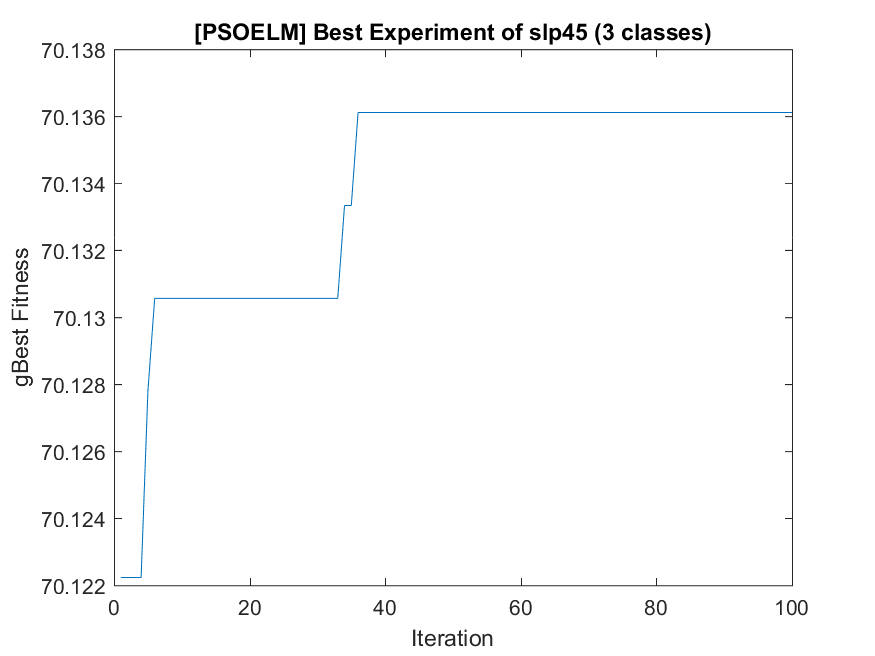 [PSOELM] Best Experiment of slp45 (3 classes)
70.138
70.136
70.134
70.132
70.13
70.128
70.126
70.124
70.122
gBest Fitness
0 20 40 60 80 100
Iteration